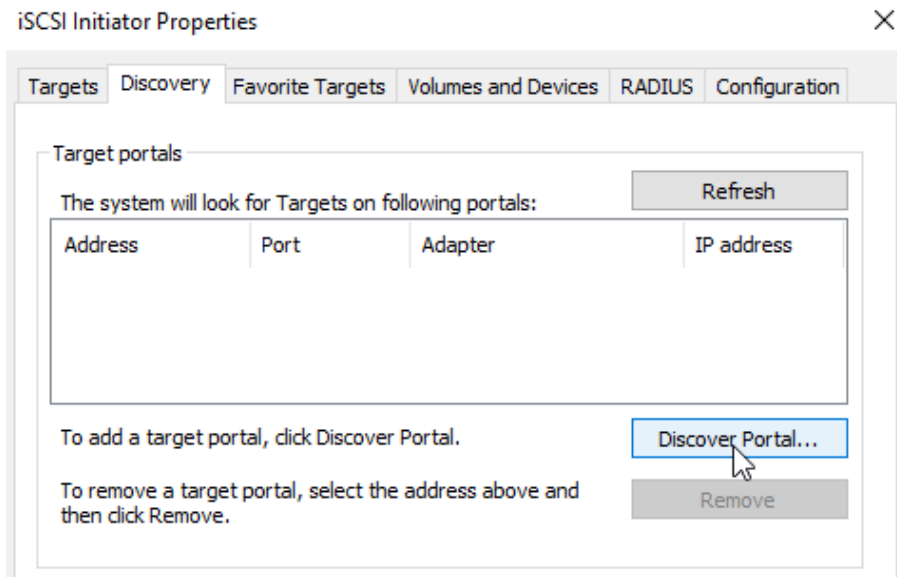 iSCSI Initiator Properties
Targets Discovery Favorite Targets Volumes and Devices RADIUS Configuration
Target portals
The system will look for Targets on following portals:
Refresh
Address Port Adapter IP address
To add a target portal, click Discover Portal.
Discover Portal...
To remove a target portal, select the address above and
then click Remove.
Remove